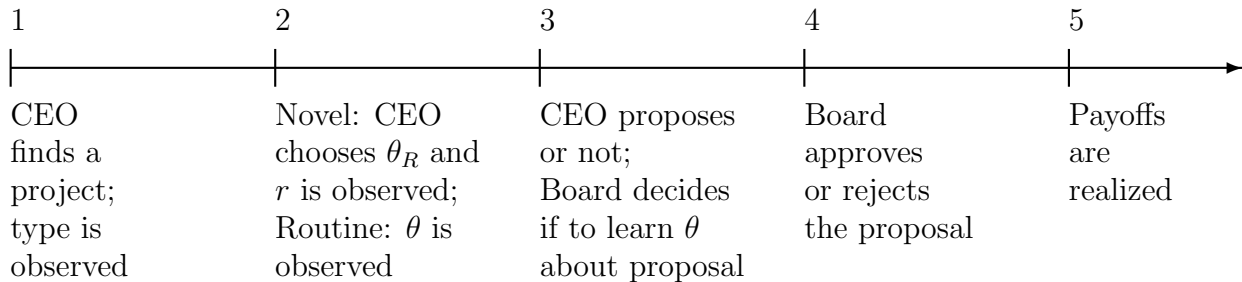 1
CEO
finds a
project;
type is
observed
2
Novel: CEO
chooses θ_R and
r is observed;
Routine: θ is
observed
3
CEO proposes
or not;
Board decides
if to learn θ
about proposal
4
Board
approves
or rejects
the proposal
5
Payoffs
are
realized